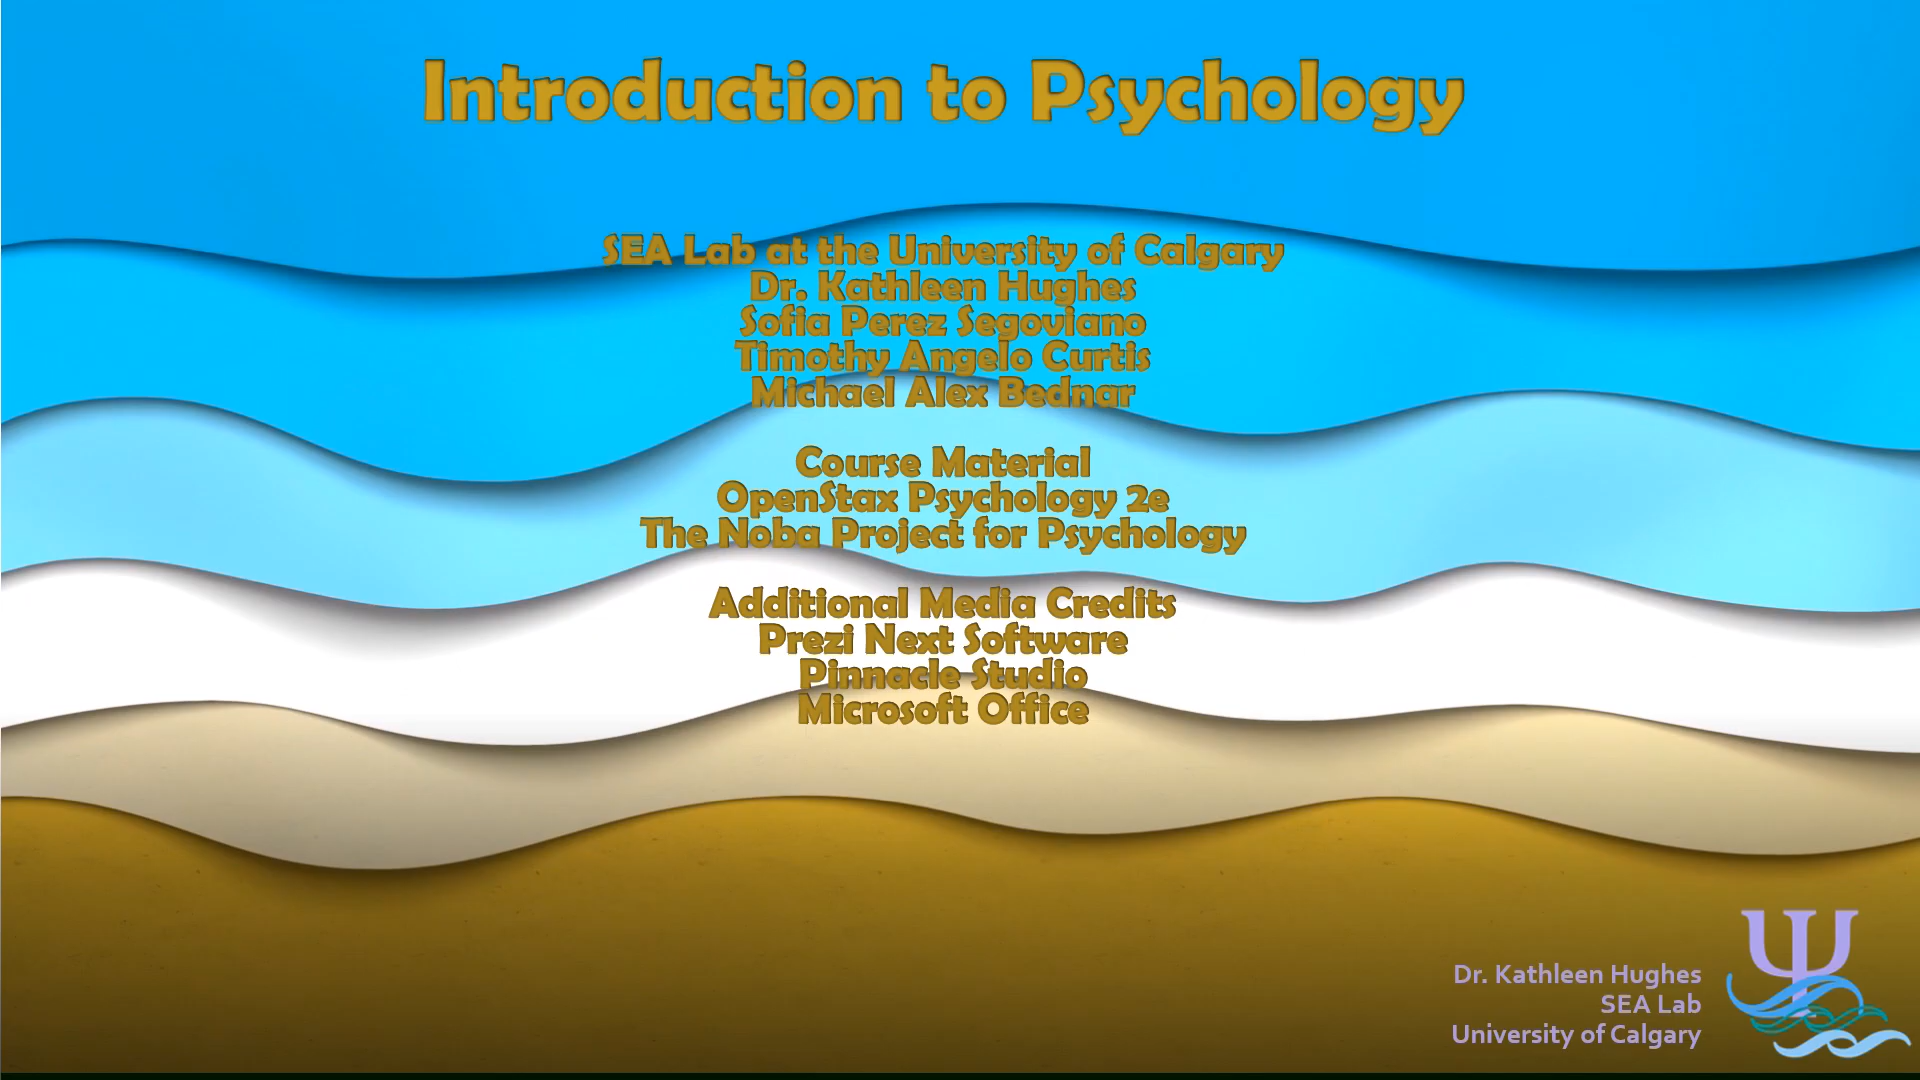 Introduction to Psychology
SEA Lab at the University of Calgary
Dr. Kathleen Hughes
Sofia Perez Segoviano
Timothy Angelo Curtis
Michael Alex Bednar
Course Material
OpenStax Psychology 2e
The Noba Project for Psychology
Additional Media Credits
Prezi Next Software
Pinnacle Studio
Microsoft Office
Dr. Kathleen Hughes
SEA Lab
University of Calgary
Ψ